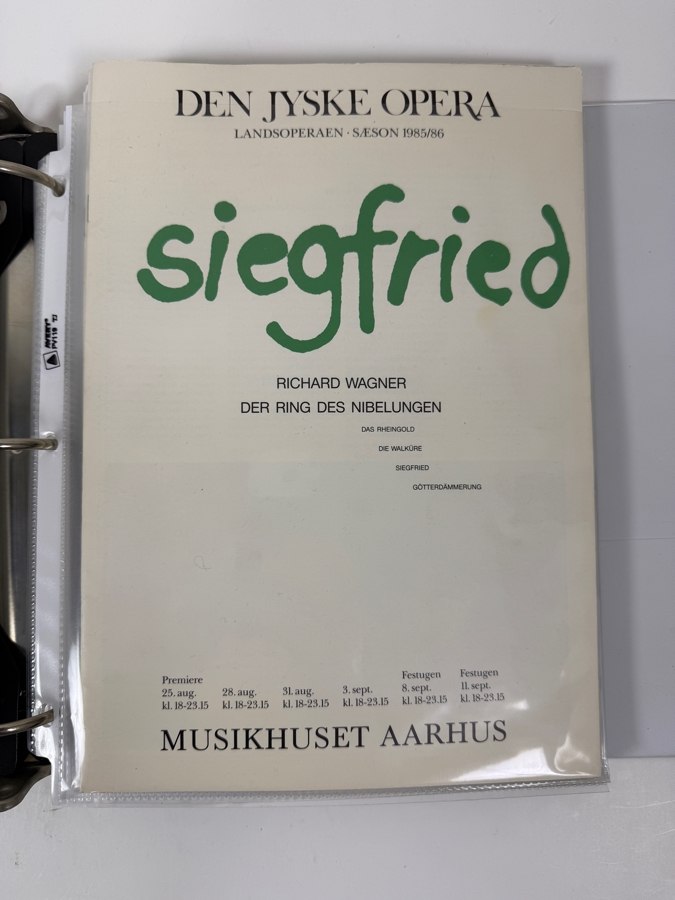 DEN JYSKE OPERA
LANDSOPERAEN · SÆSON 1985/86
siegfried
RICHARD WAGNER
DER RING DES NIBELUNGEN
DAS RHEINGOLD
DIE WALKÜRE
SIEGFRIED
GÖTTERDÄMMERUNG
Premiere Festugen Festugen
25. aug. 28. aug. 31. aug. 3. sept. 8. sept. 11. sept.
kl. 18-23.15 kl. 18-23.15 kl. 18-23.15 kl. 18-23.15 kl. 18-23.15 kl. 18-23.15
MUSIKHUSET AARHUS
AVERY
PV119